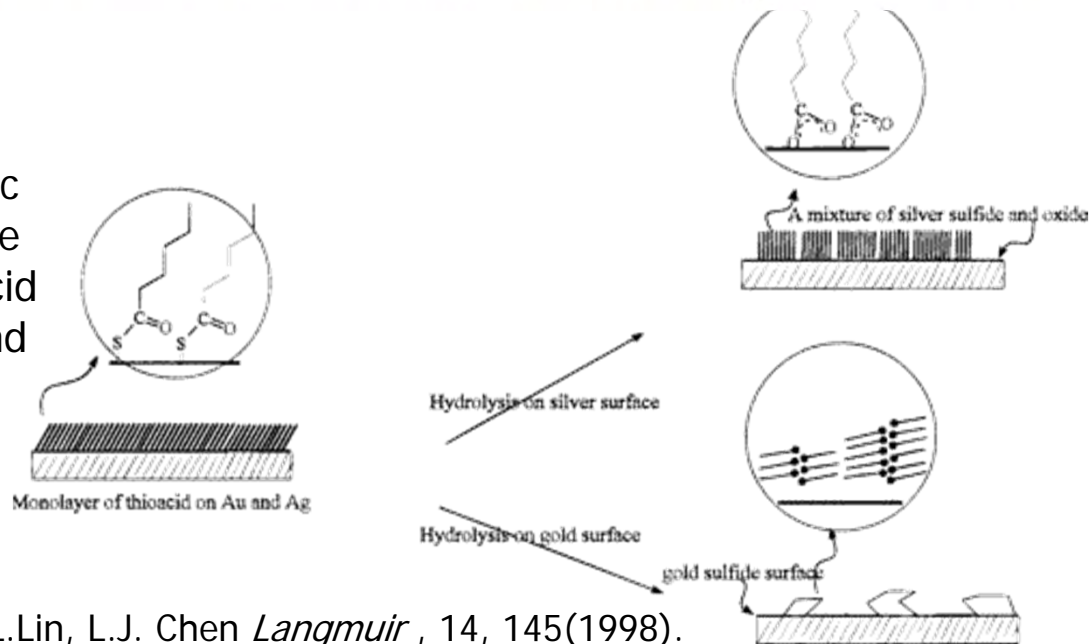 c
e
cid
nd
C
O
C
O
S
S
Monolayer of thioacid on Au and Ag
Hydrolysis on silver surface
Hydrolysis on gold surface
C
O
C
O
O
O
A mixture of silver sulfide and oxide
gold sulfide surface
L.Lin, L.J. Chen Langmuir , 14, 145(1998).